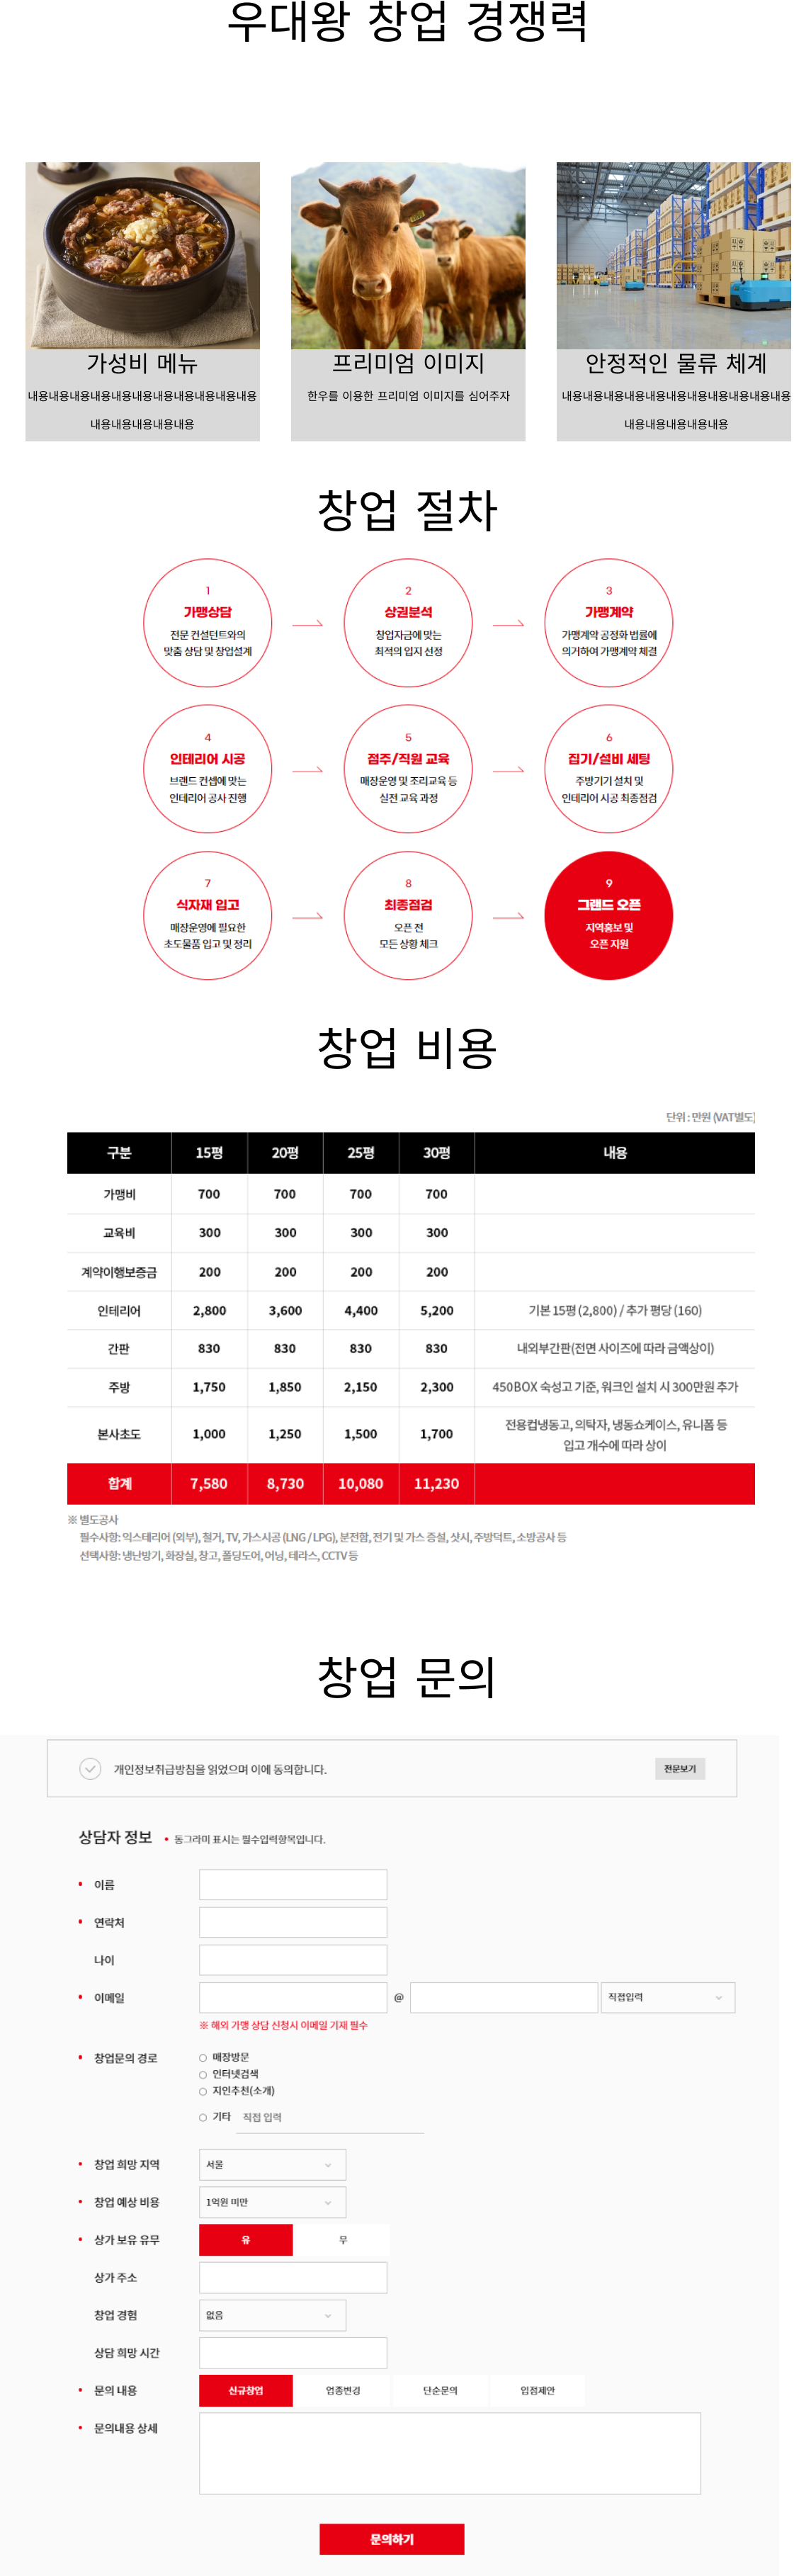 우대왕 창업 경쟁력
가성비 메뉴
내용내용내용내용내용내용내용내용내용내용내용
내용내용내용내용내용
프리미엄 이미지
한우를 이용한 프리미엄 이미지를 심어주자
안정적인 물류 체계
내용내용내용내용내용내용내용내용내용내용내용
내용내용내용내용내용
창업 절차
1
가맹상담
전문 컨설턴트와의
맞춤 상담 및 창업설계
2
상권분석
창업자금에 맞는
최적의 입지 선정
3
가맹계약
가맹계약 공정화 법률에
의거하여 가맹계약 체결
4
인테리어 시공
브랜드 컨셉에 맞는
인테리어 공사 진행
5
점주/직원 교육
매장운영 및 조리교육 등
실전 교육 과정
6
집기/설비 세팅
주방기기 설치 및
인테리어 시공 최종점검
7
식자재 입고
매장운영에 필요한
초도물품 입고 및 정리
8
최종점검
오픈 전
모든 상황 체크
9
그랜드 오픈
지역홍보 및
오픈 지원
창업 비용
단위 : 만원 (VAT별도)
구분 15평 20평 25평 30평 내용
가맹비 700 700 700 700
교육비 300 300 300 300
계약이행보증금 200 200 200 200
인테리어 2,800 3,600 4,400 5,200 기본 15평 (2,800) / 추가 평당 (160)
간판 830 830 830 830 내외부간판(전면 사이즈에 따라 금액상이)
주방 1,750 1,850 2,150 2,300 450BOX 숙성고 기준, 워크인 설치 시 300만원 추가
본사초도 1,000 1,250 1,500 1,700 전용컵냉동고, 의탁자, 냉동쇼케이스, 유니폼 등
입고 개수에 따라 상이
합계 7,580 8,730 10,080 11,230
※ 별도공사
필수사항: 익스테리어 (외부), 철거, TV, 가스시공 (LNG / LPG), 분전함, 전기 및 가스 증설, 샷시, 주방덕트, 소방공사 등
선택사항: 냉난방기, 화장실, 창고, 폴딩도어, 어닝, 테라스, CCTV 등
창업 문의
개인정보취급방침을 읽었으며 이에 동의합니다. 전문보기
상담자 정보 • 동그라미 표시는 필수입력항목입니다.
• 이름
• 연락처
나이
• 이메일 @ 직접입력
※ 해외 가맹 상담 신청시 이메일 기재 필수
• 창업문의 경로 매장방문
인터넷검색
지인추천(소개)
기타 직접 입력
• 창업 희망 지역 서울
• 창업 예상 비용 1억원 미만
• 상가 보유 유무 유 무
상가 주소
창업 경험 없음
상담 희망 시간
• 문의 내용 신규창업 업종변경 단순문의 입점제안
• 문의내용 상세
문의하기